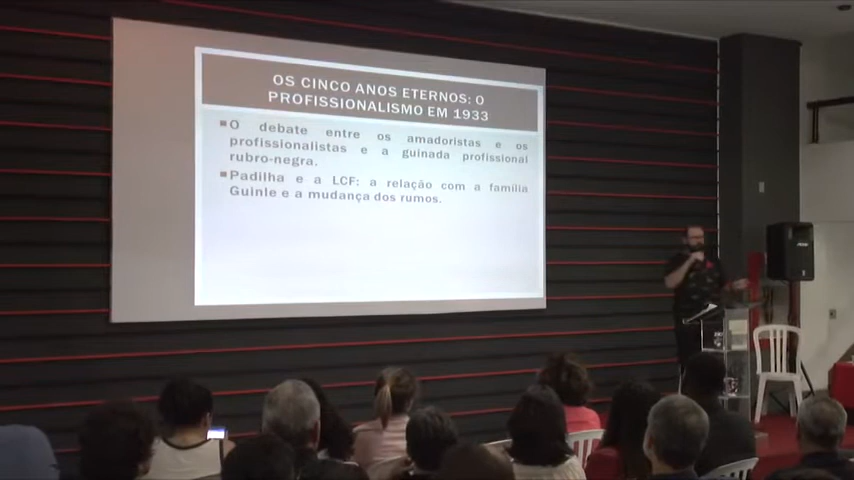 OS CINCO ANOS ETERNOS: O
PROFISSIONALISMO EM 1933
▪O debate entre os amadoristas e os
profissionalistas e a guinada profissional
rubro-negra.
▪Padilha e a LCF: a relação com a família
Guinle e a mudança dos rumos.